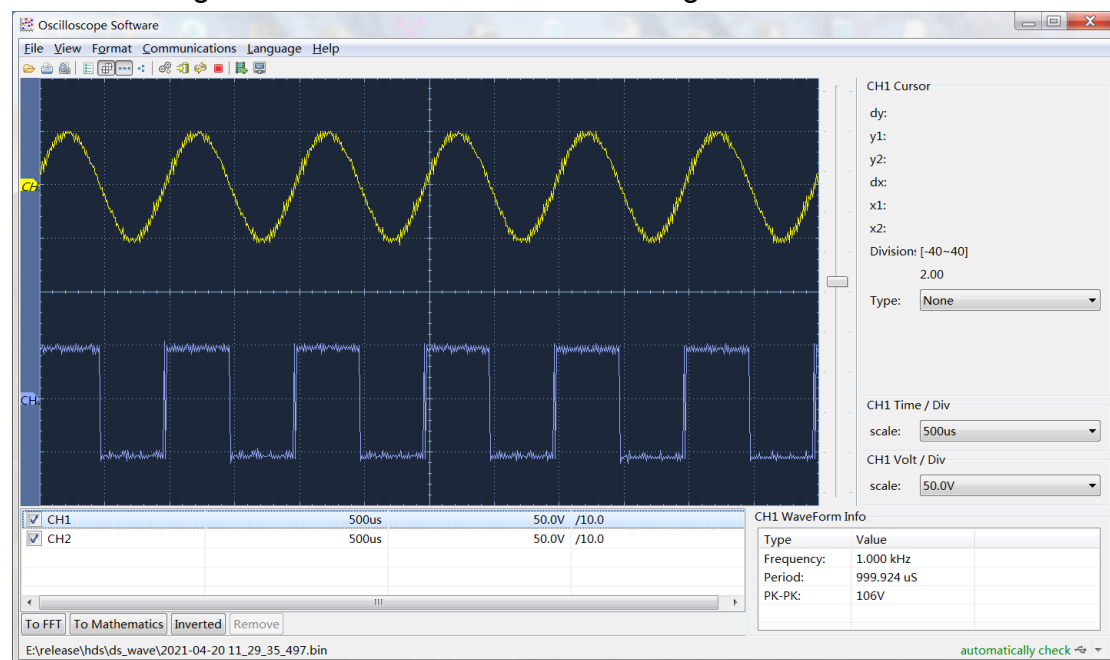 Oscilloscope Software
File View Format Communications Language Help
CH1 Cursor
dy:
y1:
y2:
dx:
x1:
x2:
Division: [-40~40]
2.00
Type: None
CH
CH
CH1 Time / Div
scale: 500us
CH1 Volt / Div
scale: 50.0V
CH1 500us 50.0V /10.0
CH2 500us 50.0V /10.0
CH1 WaveForm Info
Type Value
Frequency: 1.000 kHz
Period: 999.924 uS
PK-PK: 106V
To FFT To Mathematics Inverted Remove
E:\release\hds\ds_wave\2021-04-20 11_29_35_497.bin
automatically check